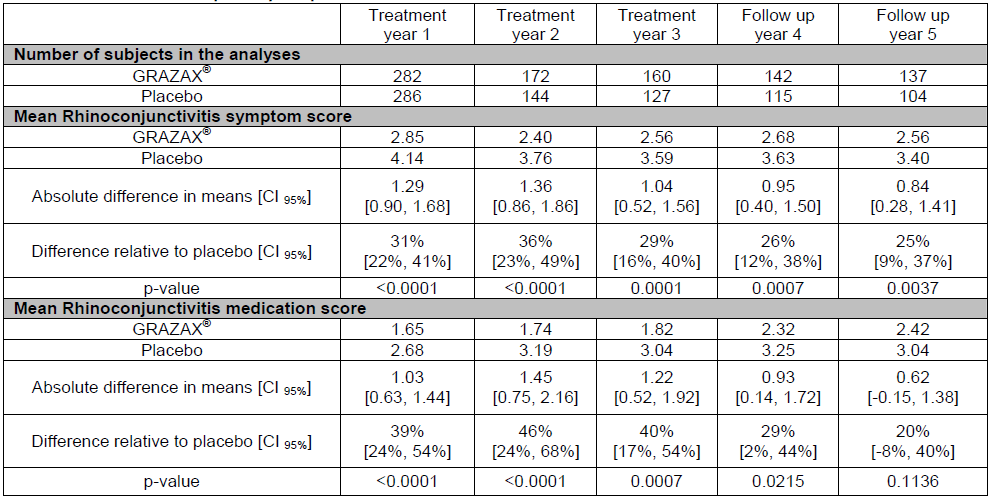 Treatment year 1 Treatment year 2 Treatment year 3 Follow up year 4 Follow up year 5
Number of subjects in the analyses
GRAZAX® 282 172 160 142 137
Placebo 286 144 127 115 104
Mean Rhinoconjunctivitis symptom score
GRAZAX® 2.85 2.40 2.56 2.68 2.56
Placebo 4.14 3.76 3.59 3.63 3.40
Absolute difference in means [CI 95%] 1.29 [0.90, 1.68] 1.36 [0.86, 1.86] 1.04 [0.52, 1.56] 0.95 [0.40, 1.50] 0.84 [0.28, 1.41]
Difference relative to placebo [CI 95%] 31% [22%, 41%] 36% [23%, 49%] 29% [16%, 40%] 26% [12%, 38%] 25% [9%, 37%]
p-value <0.0001 <0.0001 0.0001 0.0007 0.0037
Mean Rhinoconjunctivitis medication score
GRAZAX® 1.65 1.74 1.82 2.32 2.42
Placebo 2.68 3.19 3.04 3.25 3.04
Absolute difference in means [CI 95%] 1.03 [0.63, 1.44] 1.45 [0.75, 2.16] 1.22 [0.52, 1.92] 0.93 [0.14, 1.72] 0.62 [-0.15, 1.38]
Difference relative to placebo [CI 95%] 39% [24%, 54%] 46% [24%, 68%] 40% [17%, 54%] 29% [2%, 44%] 20% [-8%, 40%]
p-value <0.0001 <0.0001 0.0007 0.0215 0.1136